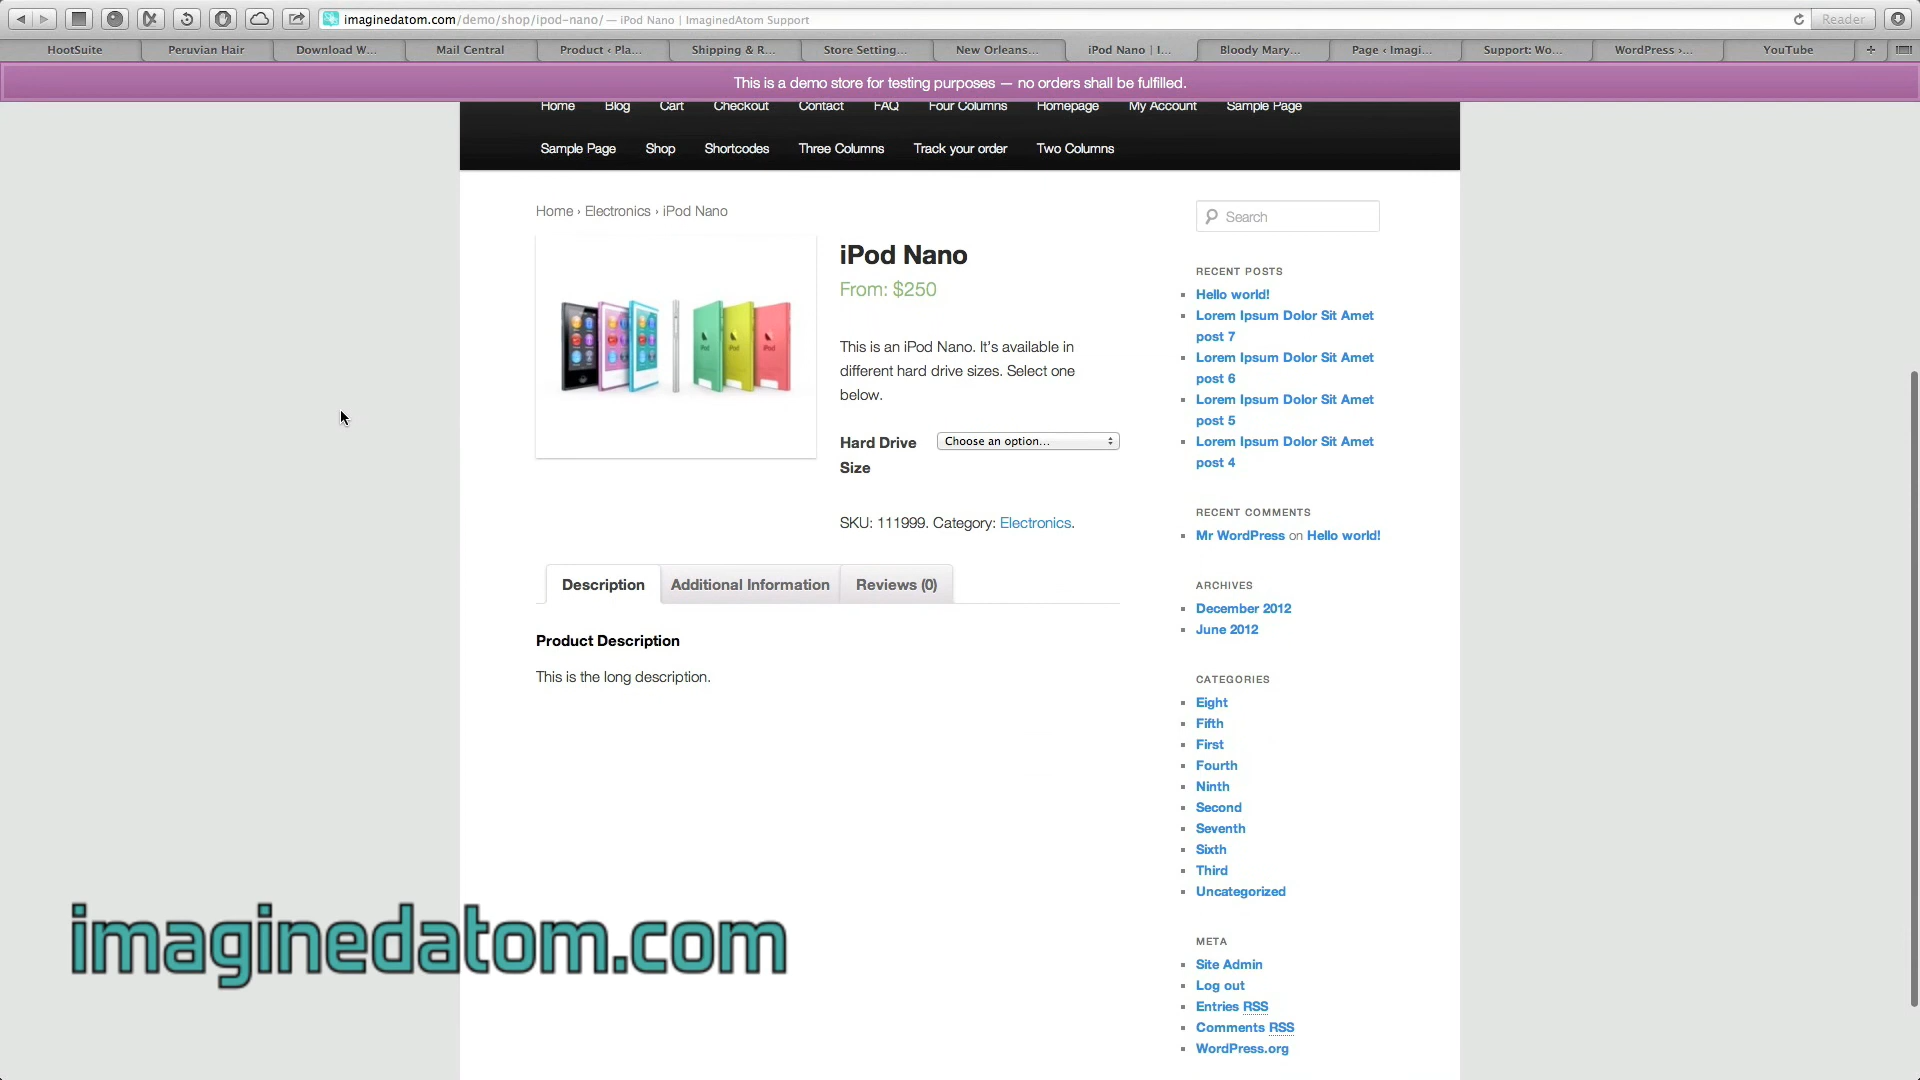 imaginedatom.com/demo/shop/ipod-nano/ — iPod Nano | ImaginedAtom Support
Reader
HootSuite
Peruvian Hair
Download W...
Mail Central
Product ‹ Pla...
Shipping & R...
Store Setting...
New Orleans...
iPod Nano | I...
Bloody Mary...
Page ‹ Imagi...
Support: Wo...
WordPress ›...
YouTube
This is a demo store for testing purposes — no orders shall be fulfilled.
Home Blog Cart Checkout Contact FAQ Four Columns Homepage My Account Sample Page
Sample Page Shop Shortcodes Three Columns Track your order Two Columns
Home › Electronics › iPod Nano
iPod Nano
From: $250
This is an iPod Nano. It's available in
different hard drive sizes. Select one
below.
Hard Drive
Size
Choose an option...
SKU: 111999. Category: Electronics.
Description
Additional Information
Reviews (0)
Product Description
This is the long description.
Search
RECENT POSTS
Hello world!
Lorem Ipsum Dolor Sit Amet
post 7
Lorem Ipsum Dolor Sit Amet
post 6
Lorem Ipsum Dolor Sit Amet
post 5
Lorem Ipsum Dolor Sit Amet
post 4
RECENT COMMENTS
Mr WordPress on Hello world!
ARCHIVES
December 2012
June 2012
CATEGORIES
Eight
Fifth
First
Fourth
Ninth
Second
Seventh
Sixth
Third
Uncategorized
META
Site Admin
Log out
Entries RSS
Comments RSS
WordPress.org
imaginedatom.com